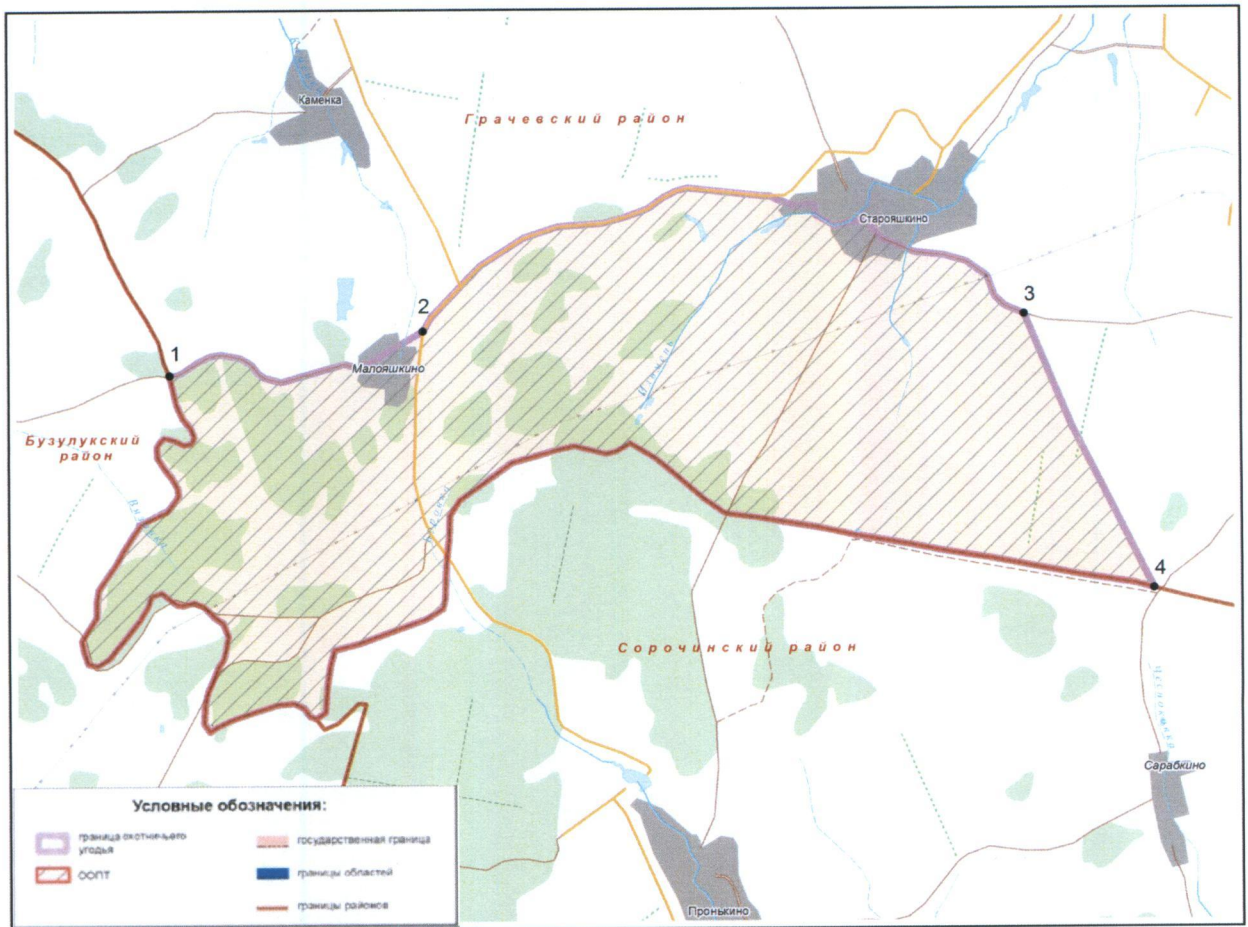 Каменка
Грачевский район
Старояшкино
3
2
1
Малояшкино
Бузулукский
район
4
Сорочинский район
Сарабкино
Пронькино
Условные обозначения:
граница охотничьего
угодья
государственная граница
ООПТ
границы областей
границы районов